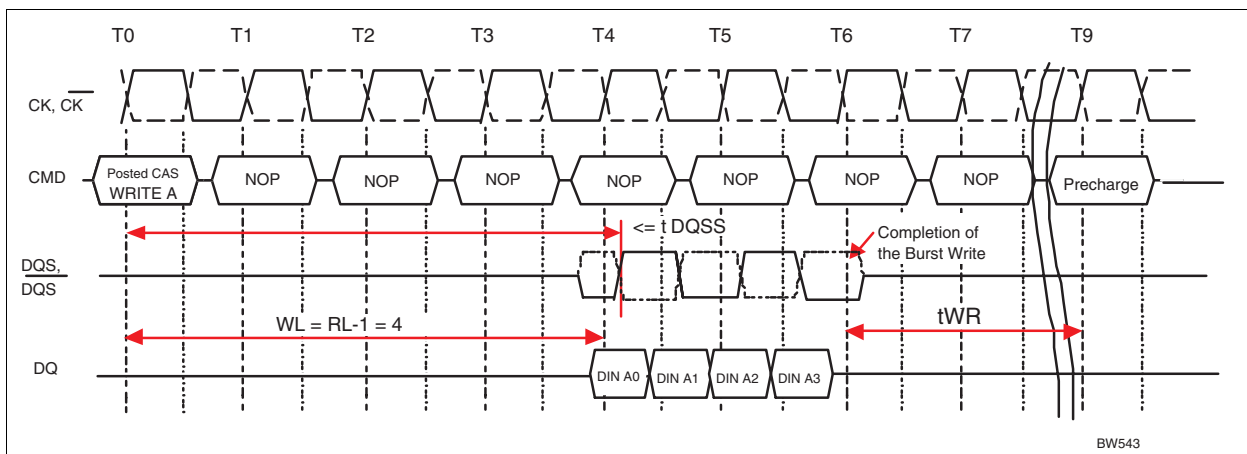 T0 T1 T2 T3 T4 T5 T6 T7 T9
CK, CK
CMD
Posted CAS
WRITE A
NOP NOP NOP NOP NOP NOP NOP Precharge
<= t DQSS
Completion of
the Burst Write
DQS,
DQS
WL = RL-1 = 4
tWR
DQ
DIN A0 DIN A1 DIN A2 DIN A3
BW543